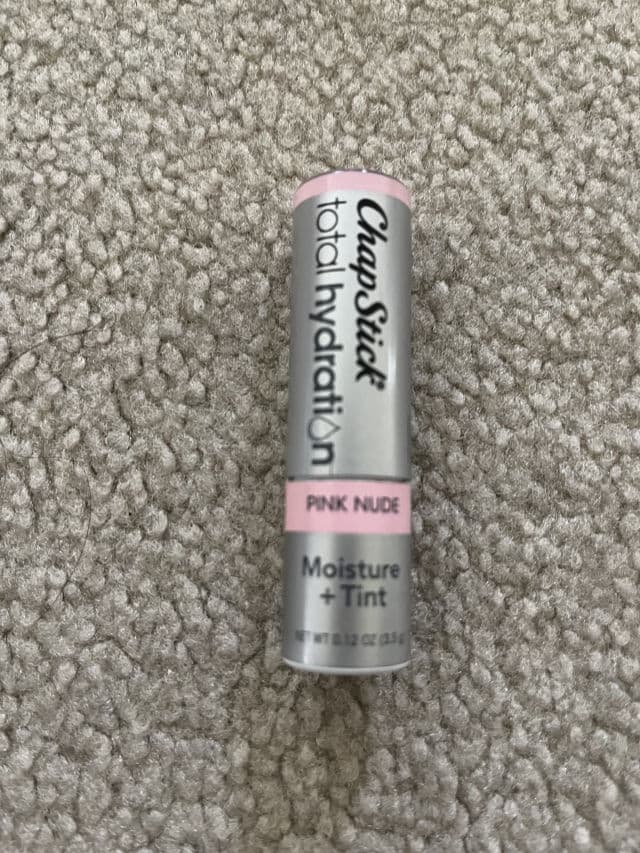 ChapStick®
total hydration
PINK NUDE
Moisture
+ Tint
NET WT 0.12 OZ (3.5 g